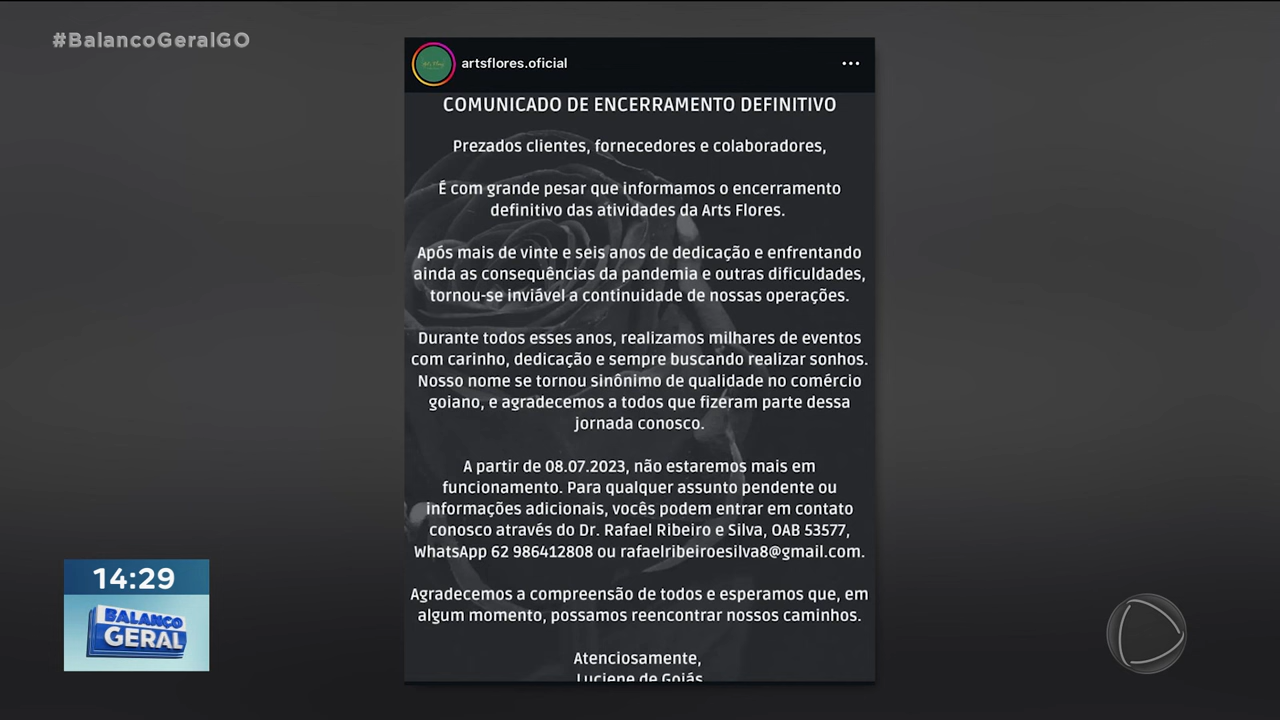 #BalancoGeralGO
artsflores.oficial
COMUNICADO DE ENCERRAMENTO DEFINITIVO
Prezados clientes, fornecedores e colaboradores,
É com grande pesar que informamos o encerramento
definitivo das atividades da Arts Flores.
Após mais de vinte e seis anos de dedicação e enfrentando
ainda as consequências da pandemia e outras dificuldades,
tornou-se inviável a continuidade de nossas operações.
Durante todos esses anos, realizamos milhares de eventos
com carinho, dedicação e sempre buscando realizar sonhos.
Nosso nome se tornou sinônimo de qualidade no comércio
goiano, e agradecemos a todos que fizeram parte dessa
jornada conosco.
A partir de 08.07.2023, não estaremos mais em
funcionamento. Para qualquer assunto pendente ou
informações adicionais, vocês podem entrar em contato
conosco através do Dr. Rafael Ribeiro e Silva, OAB 53577,
WhatsApp 62 986412808 ou rafaelribeiroesilva8@gmail.com.
Agradecemos a compreensão de todos e esperamos que, em
algum momento, possamos reencontrar nossos caminhos.
Atenciosamente,
Luciene de Goiás
14:29
BALANÇO
GERAL